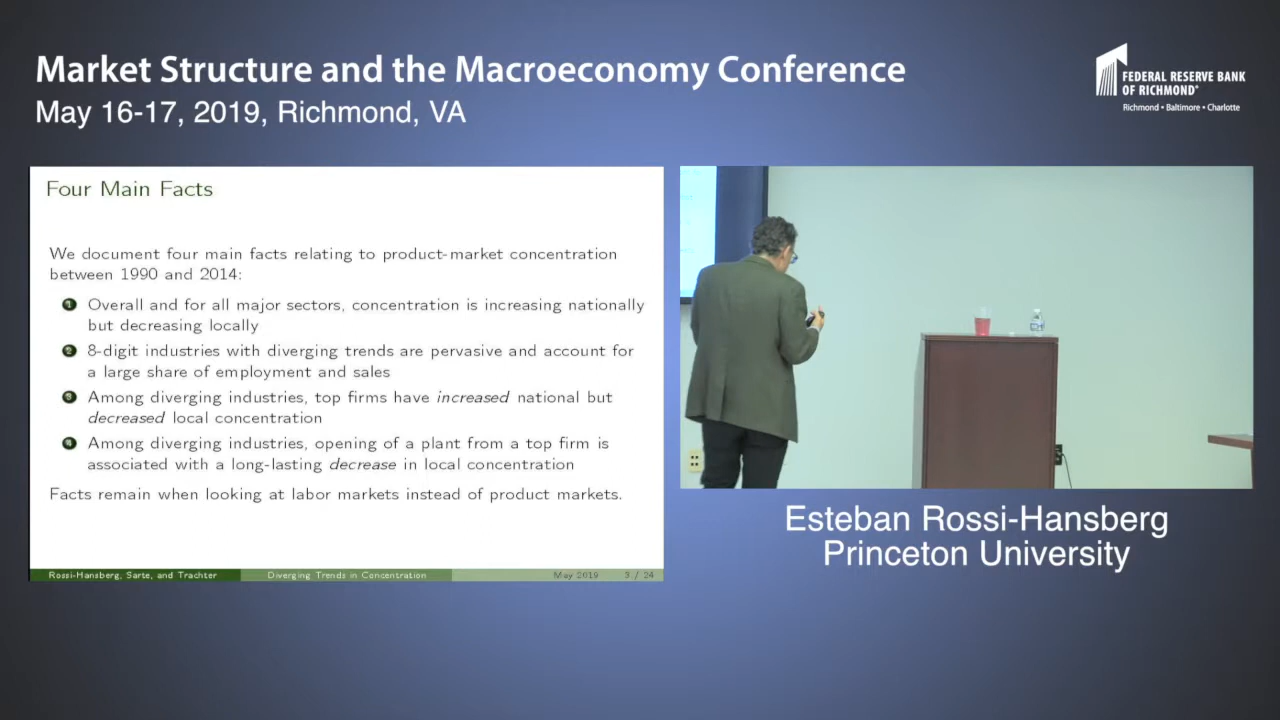 Market Structure and the Macroeconomy Conference
May 16-17, 2019, Richmond, VA
FEDERAL RESERVE BANK
OF RICHMOND®
Richmond • Baltimore • Charlotte
Four Main Facts
We document four main facts relating to product-market concentration
between 1990 and 2014:
1 Overall and for all major sectors, concentration is increasing nationally
but decreasing locally
2 8-digit industries with diverging trends are pervasive and account for
a large share of employment and sales
3 Among diverging industries, top firms have increased national but
decreased local concentration
4 Among diverging industries, opening of a plant from a top firm is
associated with a long-lasting decrease in local concentration
Facts remain when looking at labor markets instead of product markets.
Rossi-Hansberg, Sarte, and Trachter
Diverging Trends in Concentration
May 2019
3 / 24
Esteban Rossi-Hansberg
Princeton University